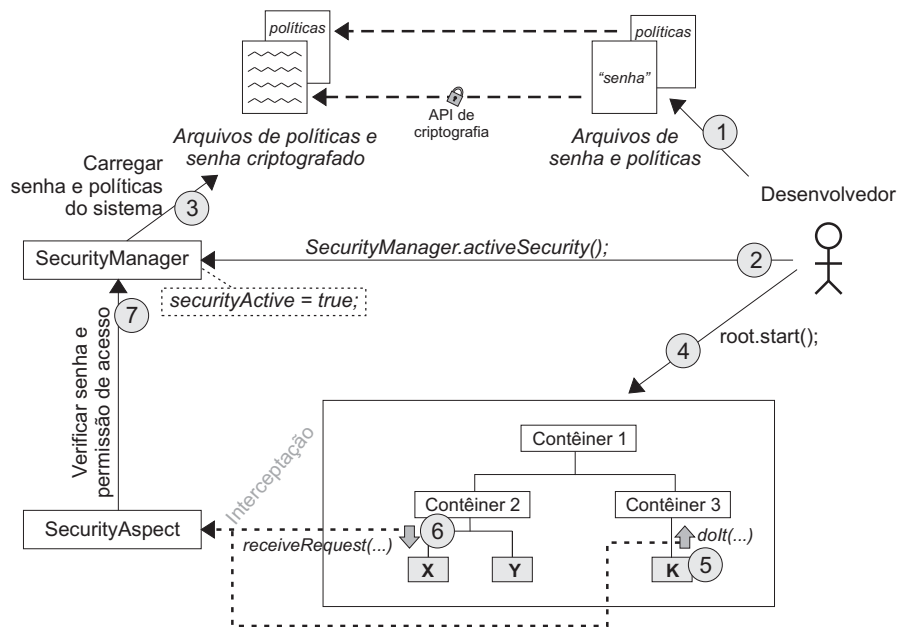 políticas
políticas
"senha"
API de
criptografia
Arquivos de políticas e
senha criptografado
Arquivos de
senha e políticas
1
Carregar
senha e políticas
do sistema
3
Desenvolvedor
SecurityManager
SecurityManager.activeSecurity();
2
securityActive = true;
7
4
root.start();
Verificar senha e
permissão de acesso
Interceptação
Contêiner 1
Contêiner 2
Contêiner 3
SecurityAspect
receiveRequest(...)
6
doIt(...)
X
Y
K
5